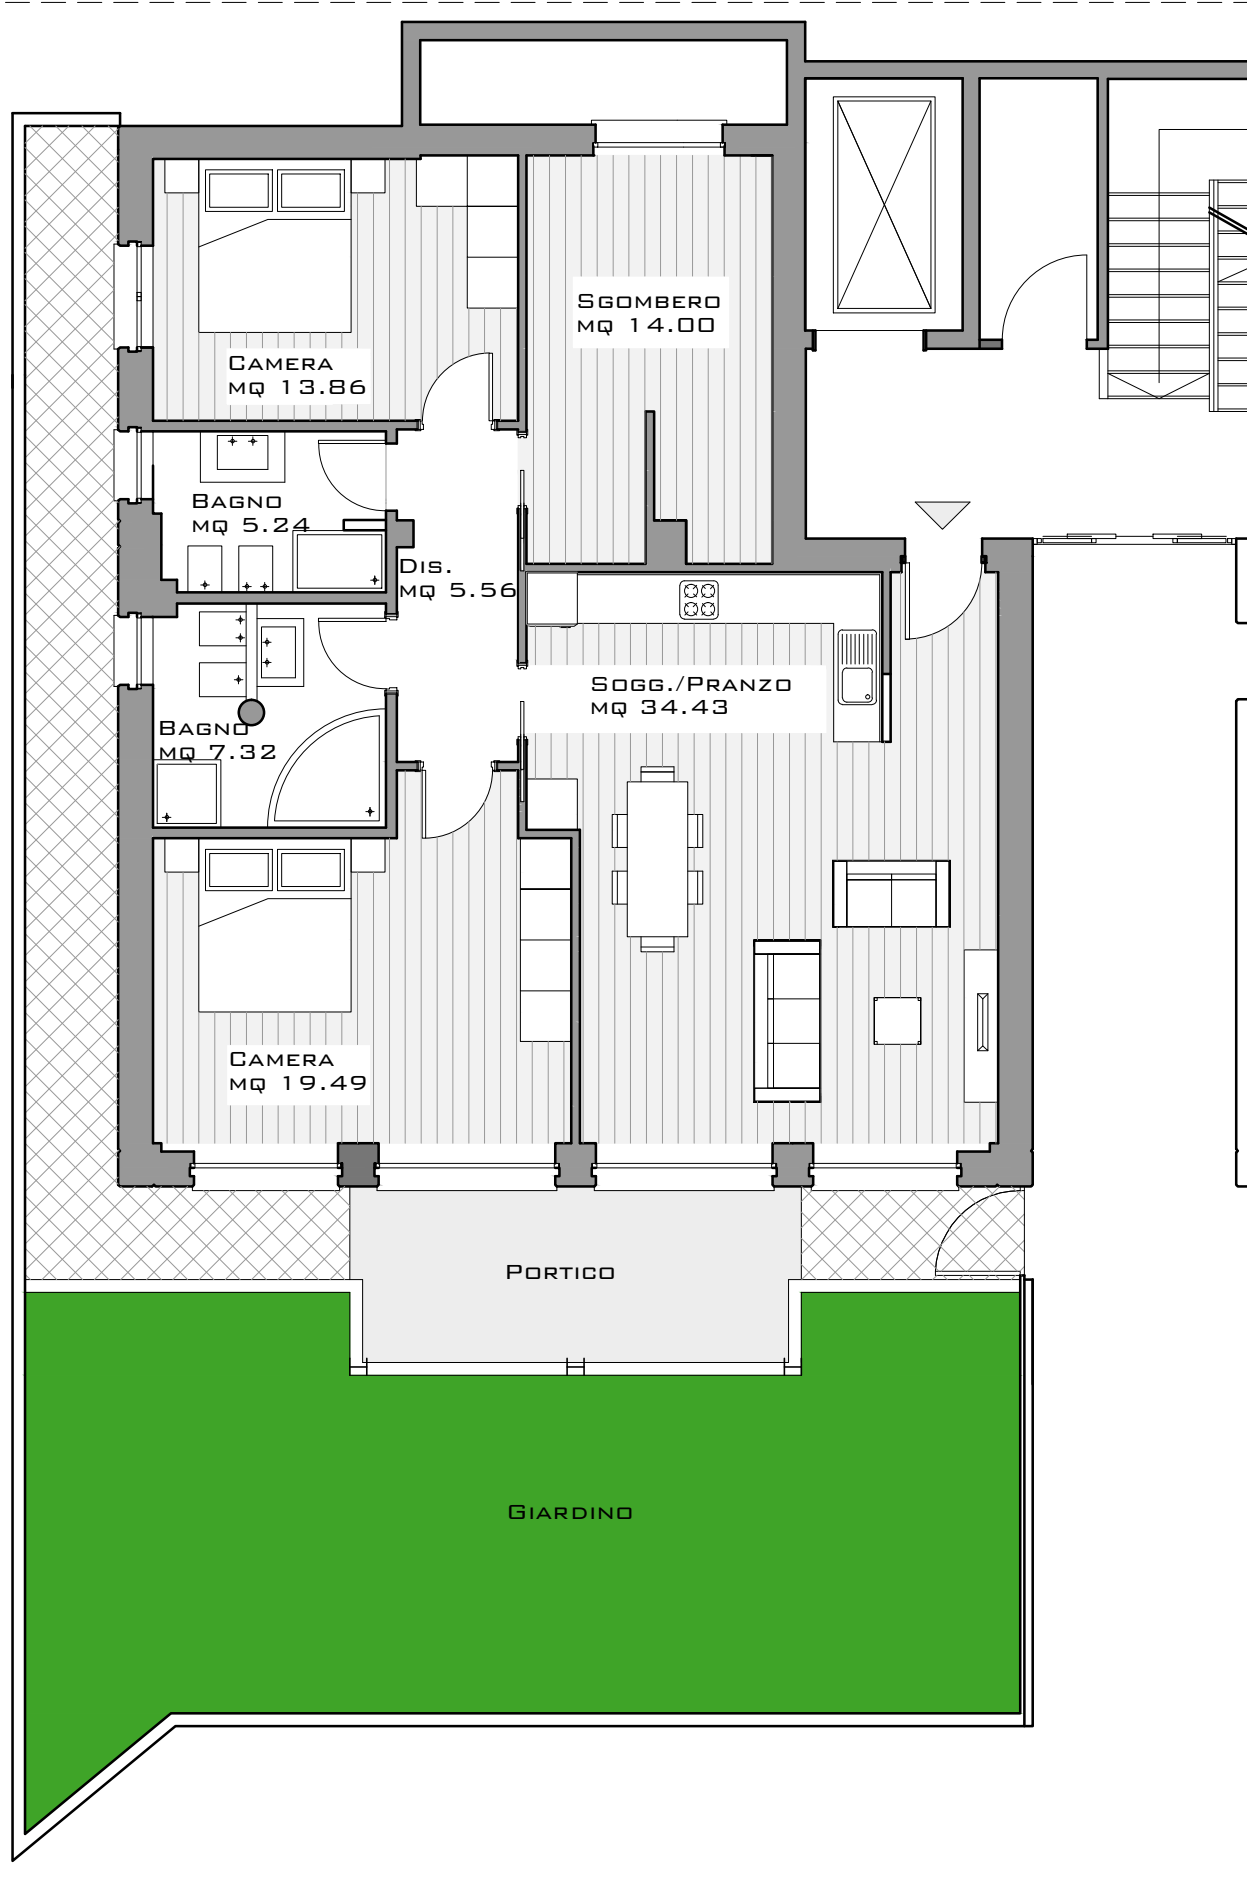 Sgombero
mq 14.00
Camera
mq 13.86
Bagno
mq 5.24
Dis.
mq 5.56
Sogg./Pranzo
mq 34.43
Bagno
mq 7.32
Camera
mq 19.49
Portico
Giardino